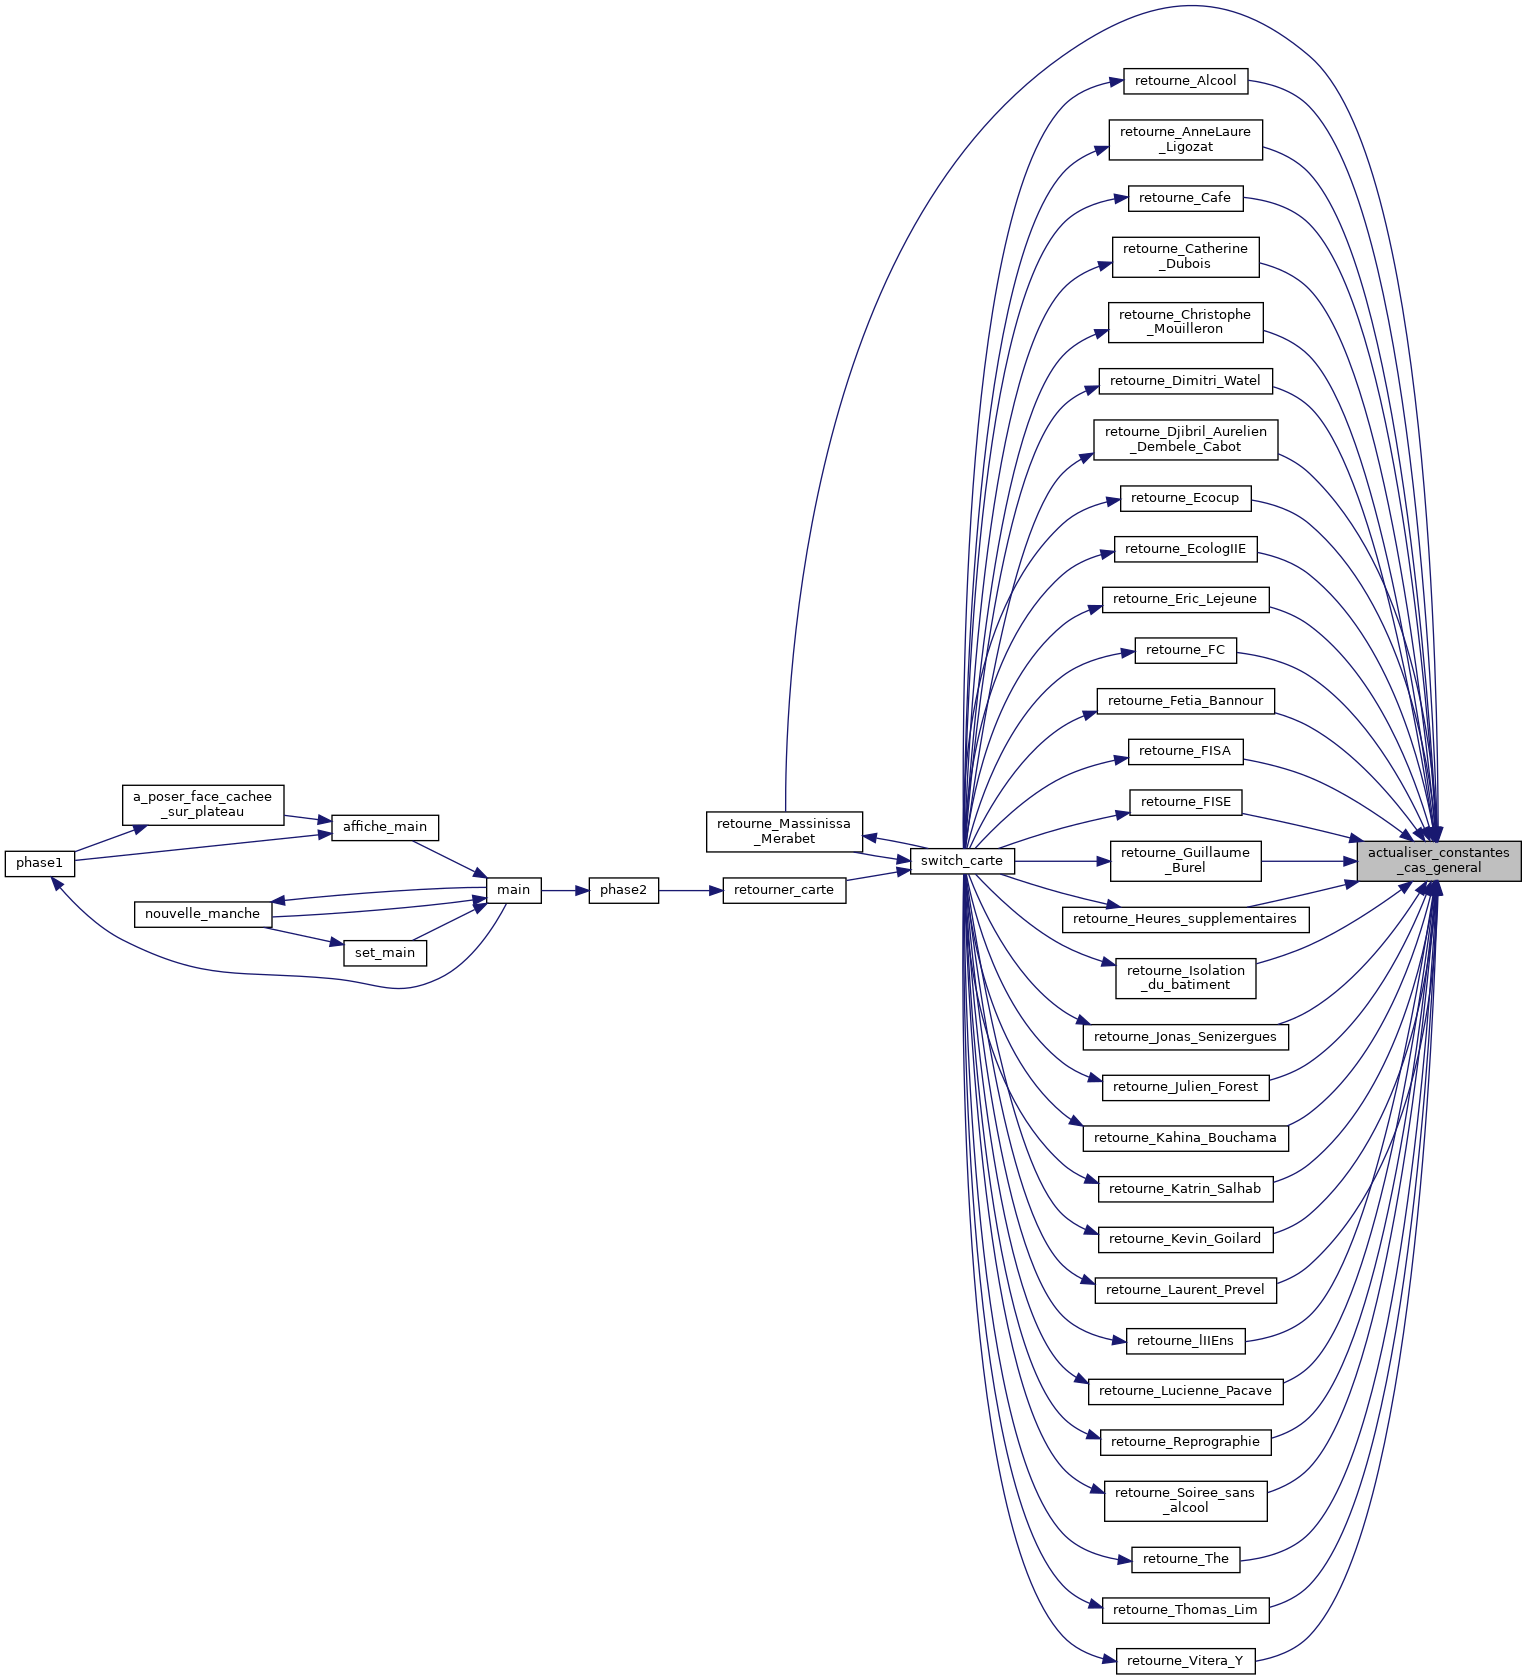 retourne_Alcool
retourne_AnneLaure
_Ligozat
retourne_Cafe
retourne_Catherine
_Dubois
retourne_Christophe
_Mouilleron
retourne_Dimitri_Watel
retourne_Djibril_Aurelien
_Dembele_Cabot
retourne_Ecocup
retourne_EcologIIE
retourne_Eric_Lejeune
retourne_FC
retourne_Fetia_Bannour
retourne_FISA
retourne_FISE
a_poser_face_cachee
_sur_plateau
affiche_main
phase1
main
nouvelle_manche
set_main
phase2
retourner_carte
retourne_Massinissa
_Merabet
switch_carte
retourne_Guillaume
_Burel
actualiser_constantes
_cas_general
retourne_Heures_supplementaires
retourne_Isolation
_du_batiment
retourne_Jonas_Senizergues
retourne_Julien_Forest
retourne_Kahina_Bouchama
retourne_Katrin_Salhab
retourne_Kevin_Goilard
retourne_Laurent_Prevel
retourne_lIIEns
retourne_Lucienne_Pacave
retourne_Reprographie
retourne_Soiree_sans
_alcool
retourne_The
retourne_Thomas_Lim
retourne_Vitera_Y